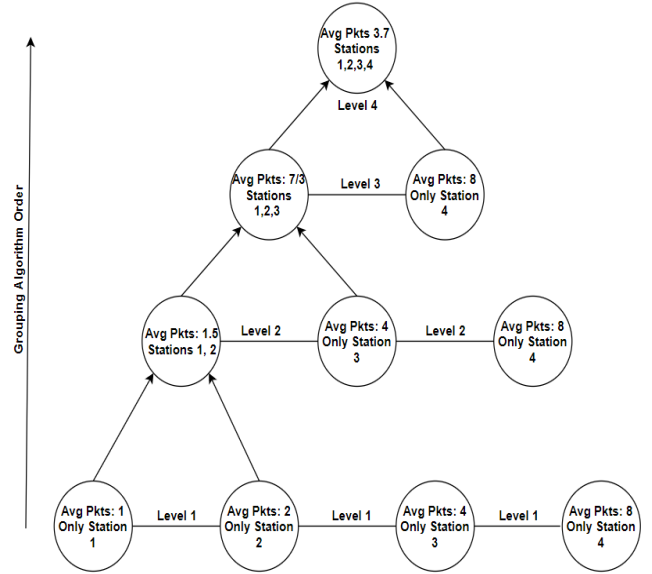 Avg Pkts 3.7
Stations
1,2,3,4
Level 4
Avg Pkts: 7/3
Stations
1,2,3
Level 3
Avg Pkts: 8
Only Station
4
Grouping Algorithm Order
Avg Pkts: 1.5
Stations 1, 2
Level 2
Avg Pkts: 4
Only Station
3
Level 2
Avg Pkts: 8
Only Station
4
Avg Pkts: 1
Only Station
1
Level 1
Avg Pkts: 2
Only Station
2
Level 1
Avg Pkts: 4
Only Station
3
Level 1
Avg Pkts: 8
Only Station
4